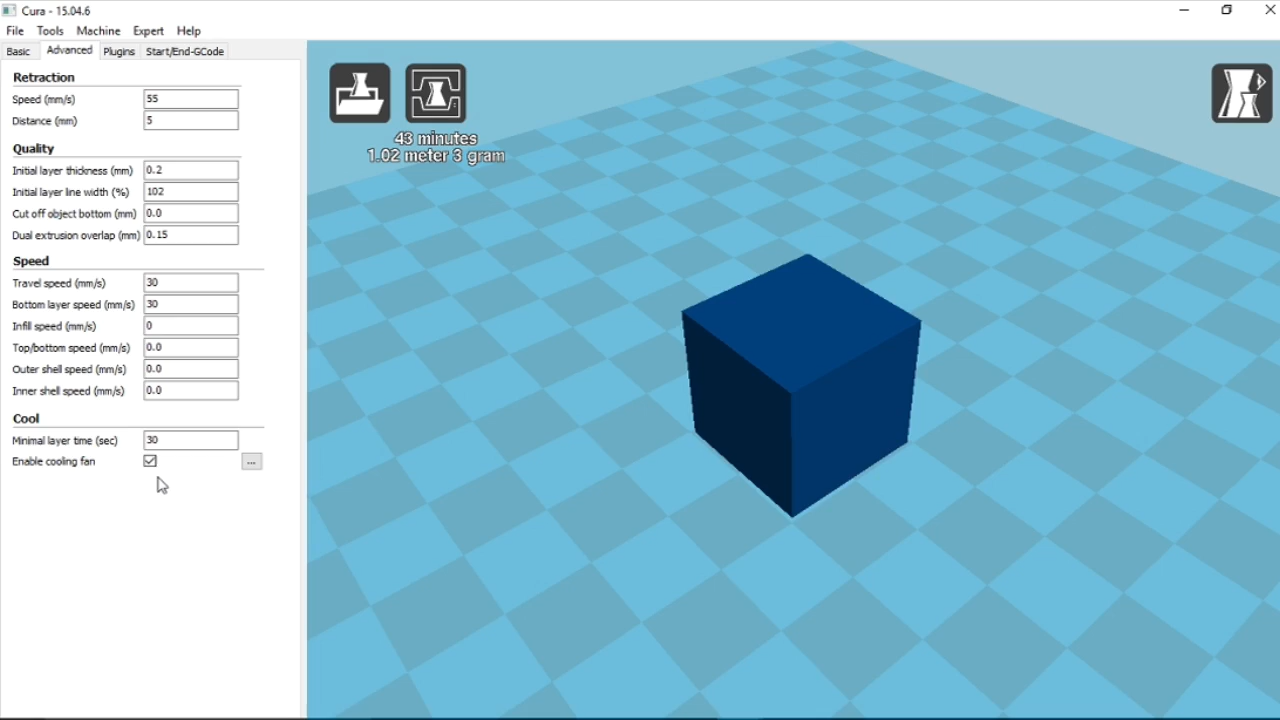 Cura - 15.04.6
File Tools Machine Expert Help
Basic Advanced Plugins Start/End-GCode
Retraction
Speed (mm/s) 55
Distance (mm) 5
Quality
Initial layer thickness (mm) 0.2
Initial layer line width (%) 102
Cut off object bottom (mm) 0.0
Dual extrusion overlap (mm) 0.15
Speed
Travel speed (mm/s) 30
Bottom layer speed (mm/s) 30
Infill speed (mm/s) 0
Top/bottom speed (mm/s) 0.0
Outer shell speed (mm/s) 0.0
Inner shell speed (mm/s) 0.0
Cool
Minimal layer time (sec) 30
Enable cooling fan ...
43 minutes
1.02 meter 3 gram